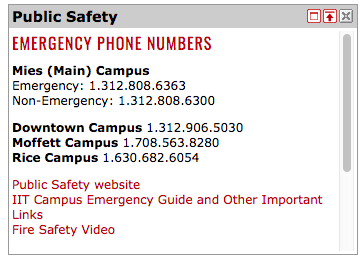 Public Safety
EMERGENCY PHONE NUMBERS
Mies (Main) Campus
Emergency: 1.312.808.6363
Non-Emergency: 1.312.808.6300
Downtown Campus 1.312.906.5030
Moffett Campus 1.708.563.8280
Rice Campus 1.630.682.6054
Public Safety website
IIT Campus Emergency Guide and Other Important
Links
Fire Safety Video